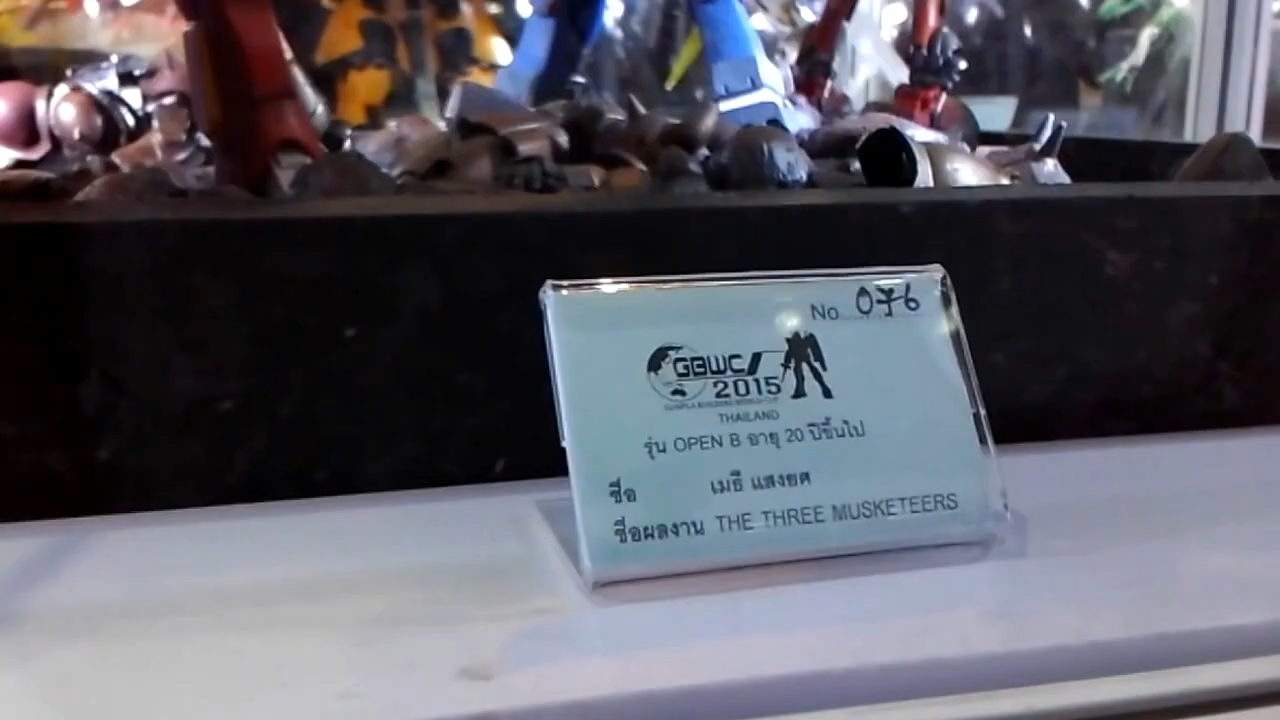 No 076
GBWC
2015
GUNPLA BUILDERS WORLD CUP
THAILAND
รุ่น OPEN B อายุ 20 ปีขึ้นไป
ชื่อ เมธี แสงยศ
ชื่อผลงาน THE THREE MUSKETEERS